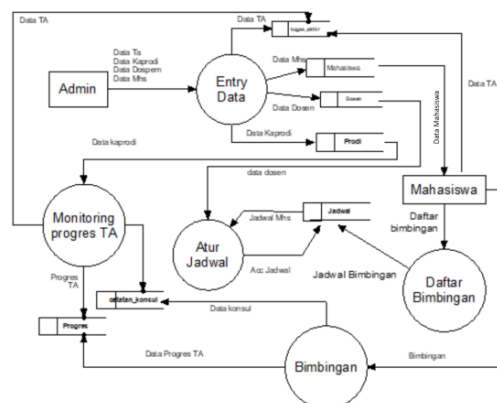 Data TA
Data TA
tugas_akhir
Data Ta
Data Kaprodi
Data Dospem
Data Mhs
Admin
Entry
Data
Data Mhs
Mahasiswa
Data Dosen
Dosen
Data Kaprodi
Prodi
Data Mahasiswa
Data TA
Data kaprodi
data dosen
Mahasiswa
Monitoring
progres TA
Atur
Jadwal
Jadwal Mhs
Jadwal
Acc Jadwal
Daftar
bimbingan
Jadwal Bimbingan
Daftar
Bimbingan
Progres
TA
catatan_konsul
Data konsul
Progres
Data Progres TA
Bimbingan
Bimbingan